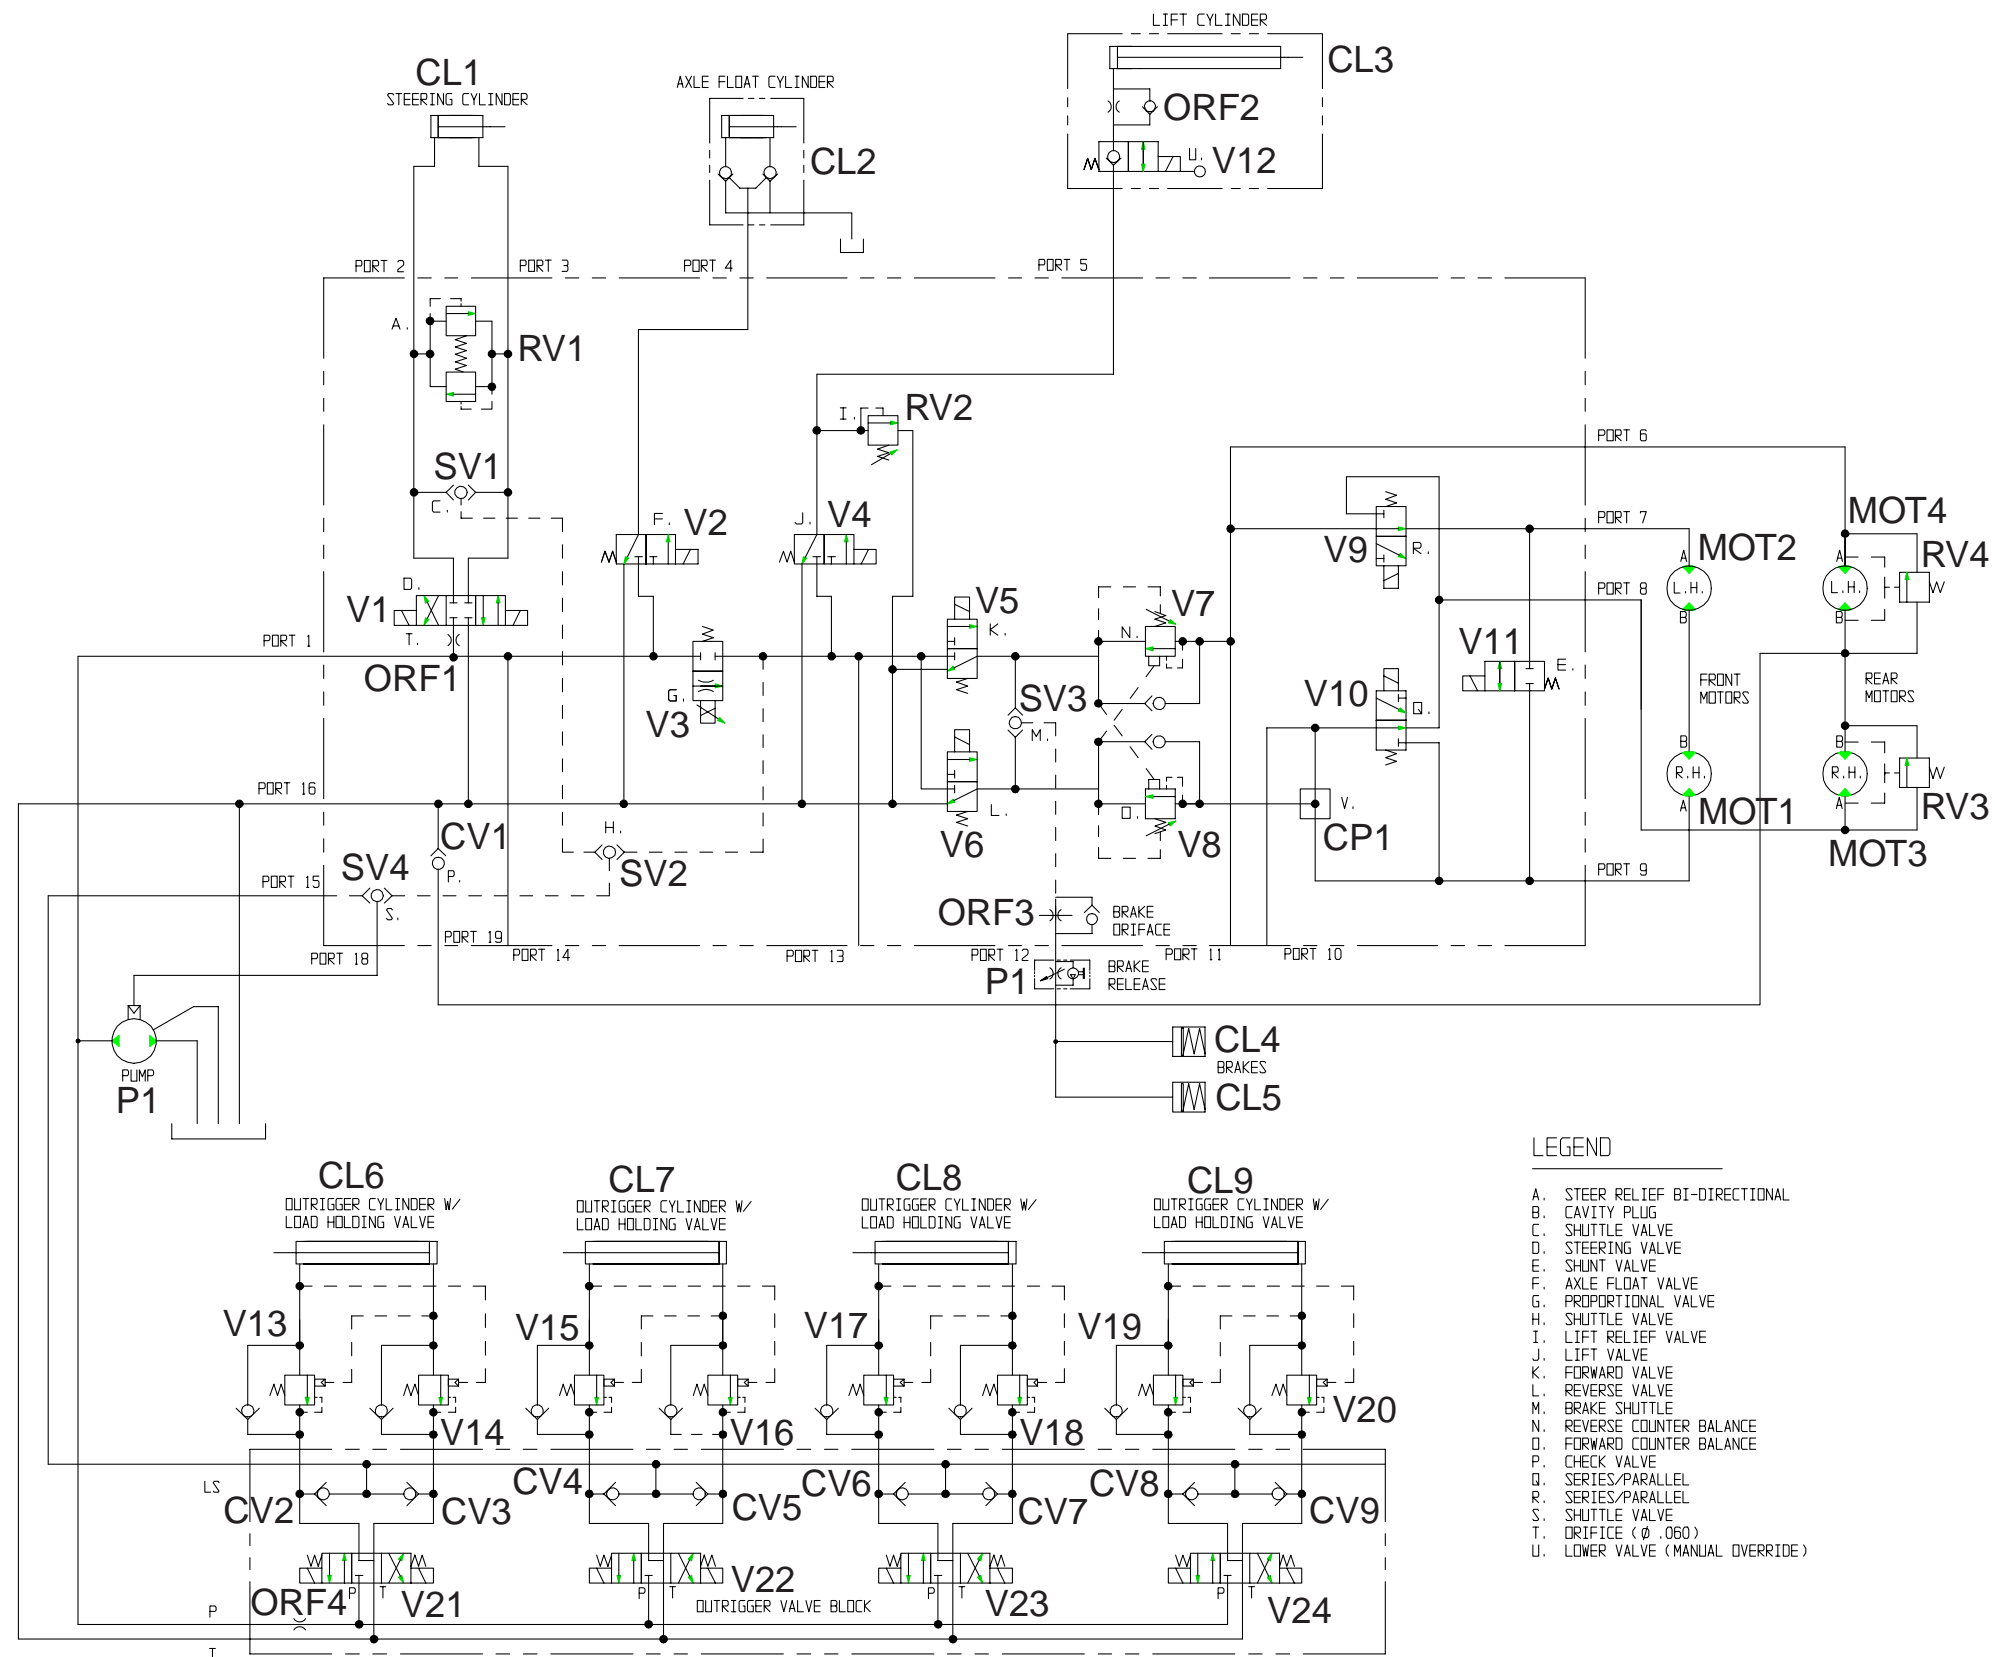 LIFT CYLINDER
CL3
CL1
STEERING CYLINDER
AXLE FLOAT CYLINDER
CL2
ORF2
U.
V12
PORT 2
PORT 3
PORT 4
PORT 5
A.
RV1
I.
RV2
PORT 6
SV1
C.
F.
V2
J.
V4
V9
R.
PORT 7
MOT4
MOT2
RV4
A
A
L.H.
L.H.
B
B
D.
V1
T.
ORF1
PORT 1
V5
K.
V7
N.
PORT 8
V11
E.
G.
V3
SV3
M.
V10
Q.
FRONT
MOTORS
REAR
MOTORS
B
B
R.H.
R.H.
A
A
MOT1
RV3
MOT3
PORT 16
CV1
P.
H.
SV2
L.
V6
O.
V8
V.
CP1
SV4
S.
PORT 15
PORT 9
ORF3
BRAKE
ORIFACE
PORT 19
PORT 18
PORT 14
PORT 13
PORT 12
PORT 11
PORT 10
P1
BRAKE
RELEASE
PUMP
P1
CL4
BRAKES
CL5
CL6
OUTRIGGER CYLINDER W/
LOAD HOLDING VALVE
CL7
OUTRIGGER CYLINDER W/
LOAD HOLDING VALVE
CL8
OUTRIGGER CYLINDER W/
LOAD HOLDING VALVE
CL9
OUTRIGGER CYLINDER W/
LOAD HOLDING VALVE
V13
V15
V17
V19
V14
V16
V18
V20
LS
CV2
CV3
CV4
CV5
CV6
CV7
CV8
CV9
ORF4
P T
V21
P T
V22
OUTRIGGER VALVE BLOCK
P T
V23
P T
V24
P
T
LEGEND
A. STEER RELIEF BI-DIRECTIONAL
B. CAVITY PLUG
C. SHUTTLE VALVE
D. STEERING VALVE
E. SHUNT VALVE
F. AXLE FLOAT VALVE
G. PROPORTIONAL VALVE
H. SHUTTLE VALVE
I. LIFT RELIEF VALVE
J. LIFT VALVE
K. FORWARD VALVE
L. REVERSE VALVE
M. BRAKE SHUTTLE
N. REVERSE COUNTER BALANCE
O. FORWARD COUNTER BALANCE
P. CHECK VALVE
Q. SERIES/PARALLEL
R. SERIES/PARALLEL
S. SHUTTLE VALVE
T. ORIFICE (Ø .060)
U. LOWER VALVE (MANUAL OVERRIDE)